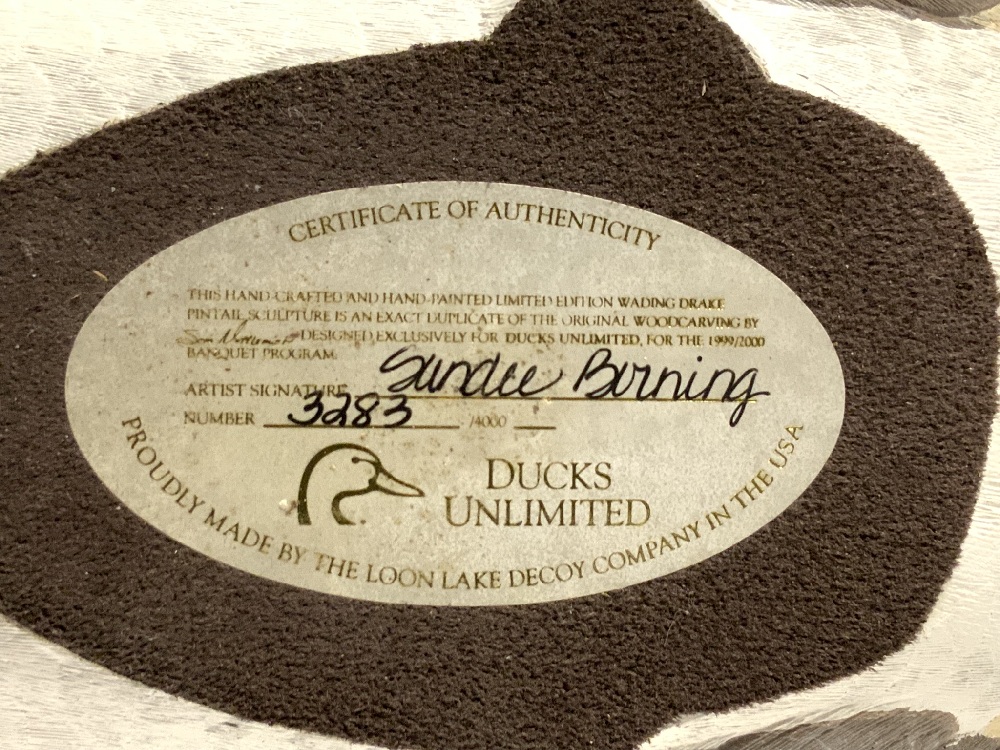 CERTIFICATE OF AUTHENTICITY
THIS HAND-CRAFTED AND HAND-PAINTED LIMITED EDITION WADING DRAKE
PINTAIL SCULPTURE IS AN EXACT DUPLICATE OF THE ORIGINAL WOODCARVING BY
DESIGNED EXCLUSIVELY FOR DUCKS UNLIMITED, FOR THE 1999/2000
BANQUET PROGRAM.
ARTIST SIGNATURE Sundee Borning
NUMBER 3283 /4000
DUCKS
UNLIMITED
PROUDLY MADE BY THE LOON LAKE DECOY COMPANY IN THE USA